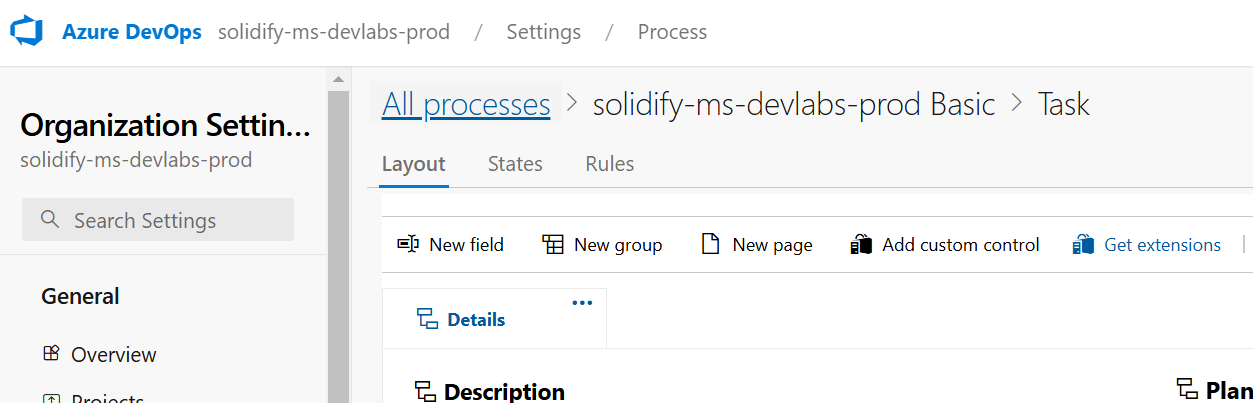 Azure DevOps solidify-ms-devlabs-prod / Settings / Process
Organization Settin...
solidify-ms-devlabs-prod
Search Settings
General
Overview
Projects
All processes > solidify-ms-devlabs-prod Basic > Task
Layout States Rules
New field New group New page Add custom control Get extensions
Details
Description
Plan